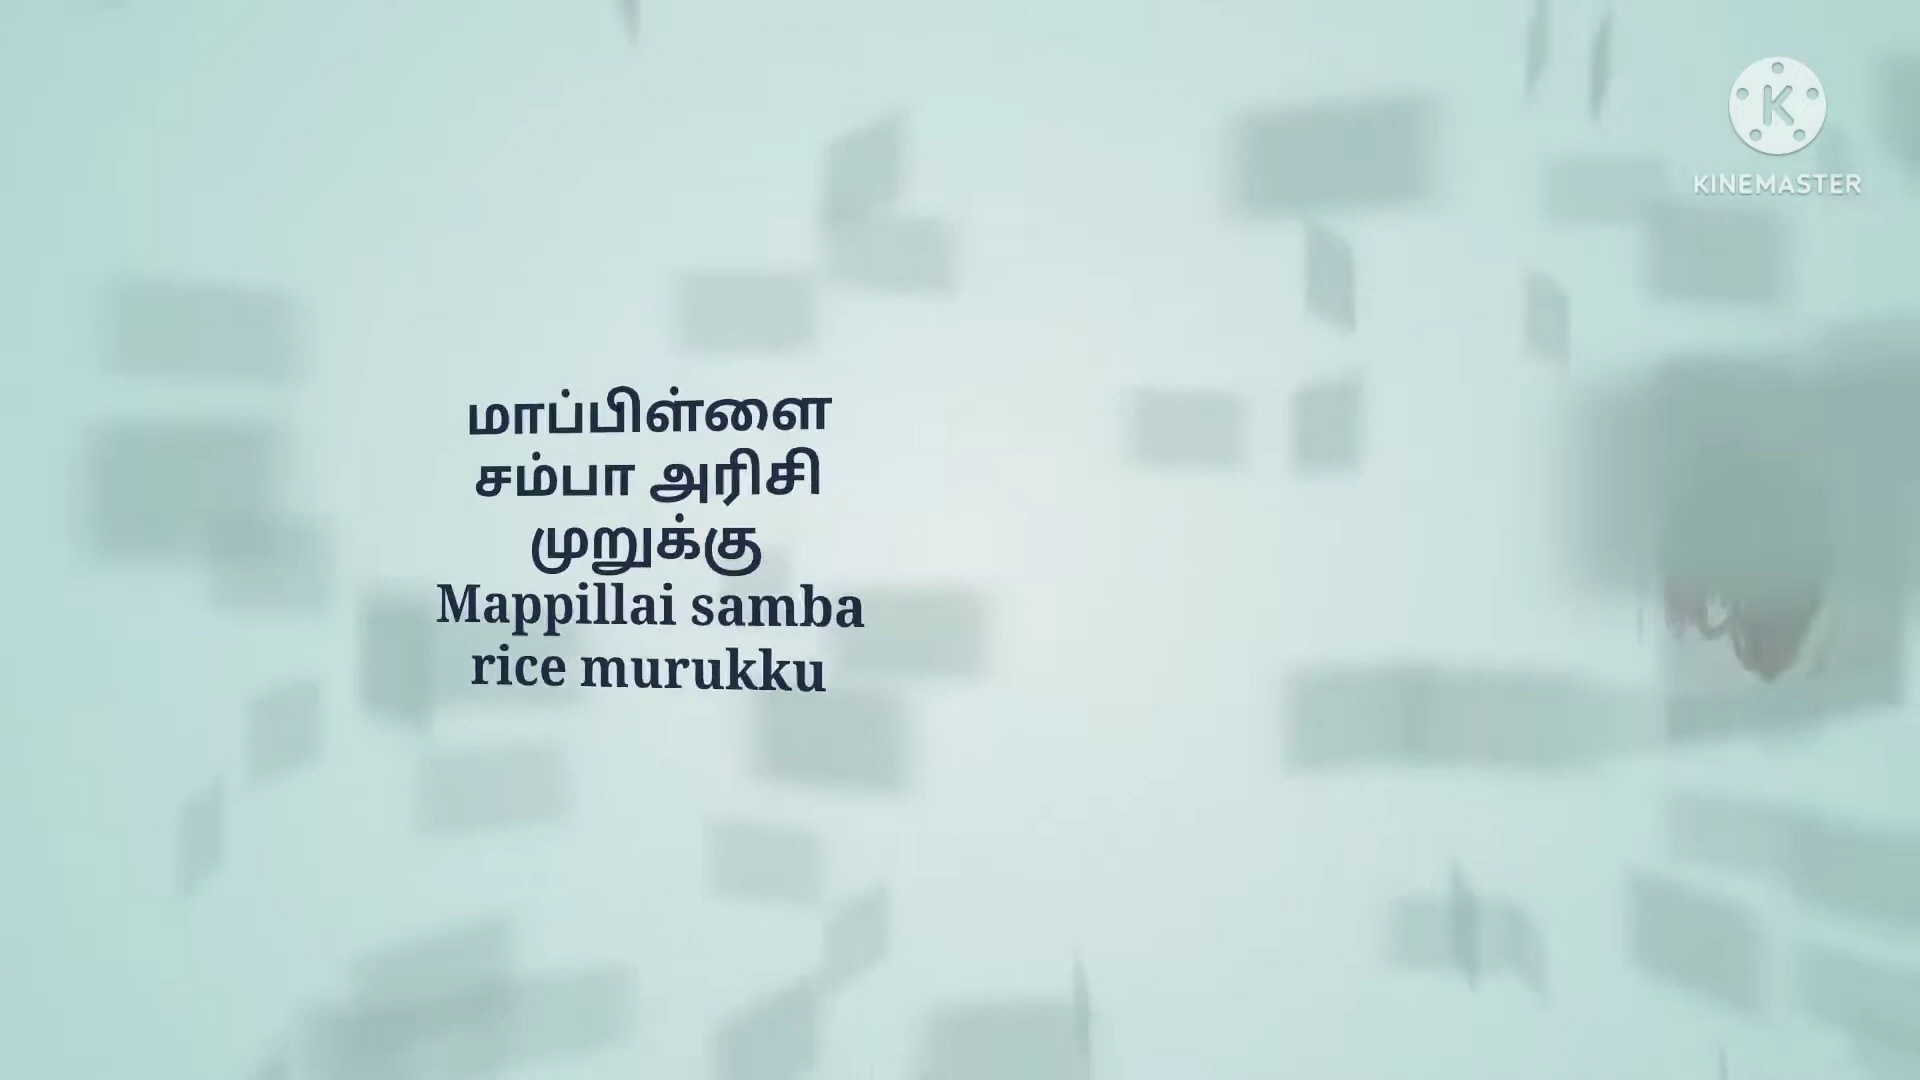 KINEMASTER
மாப்பிள்ளை
சம்பா அரிசி
முறுக்கு
Mappillai samba
rice murukku